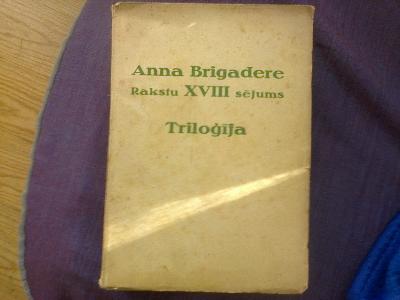 Anna Brigadere
Rakstu XVIII sējums
Triloģija